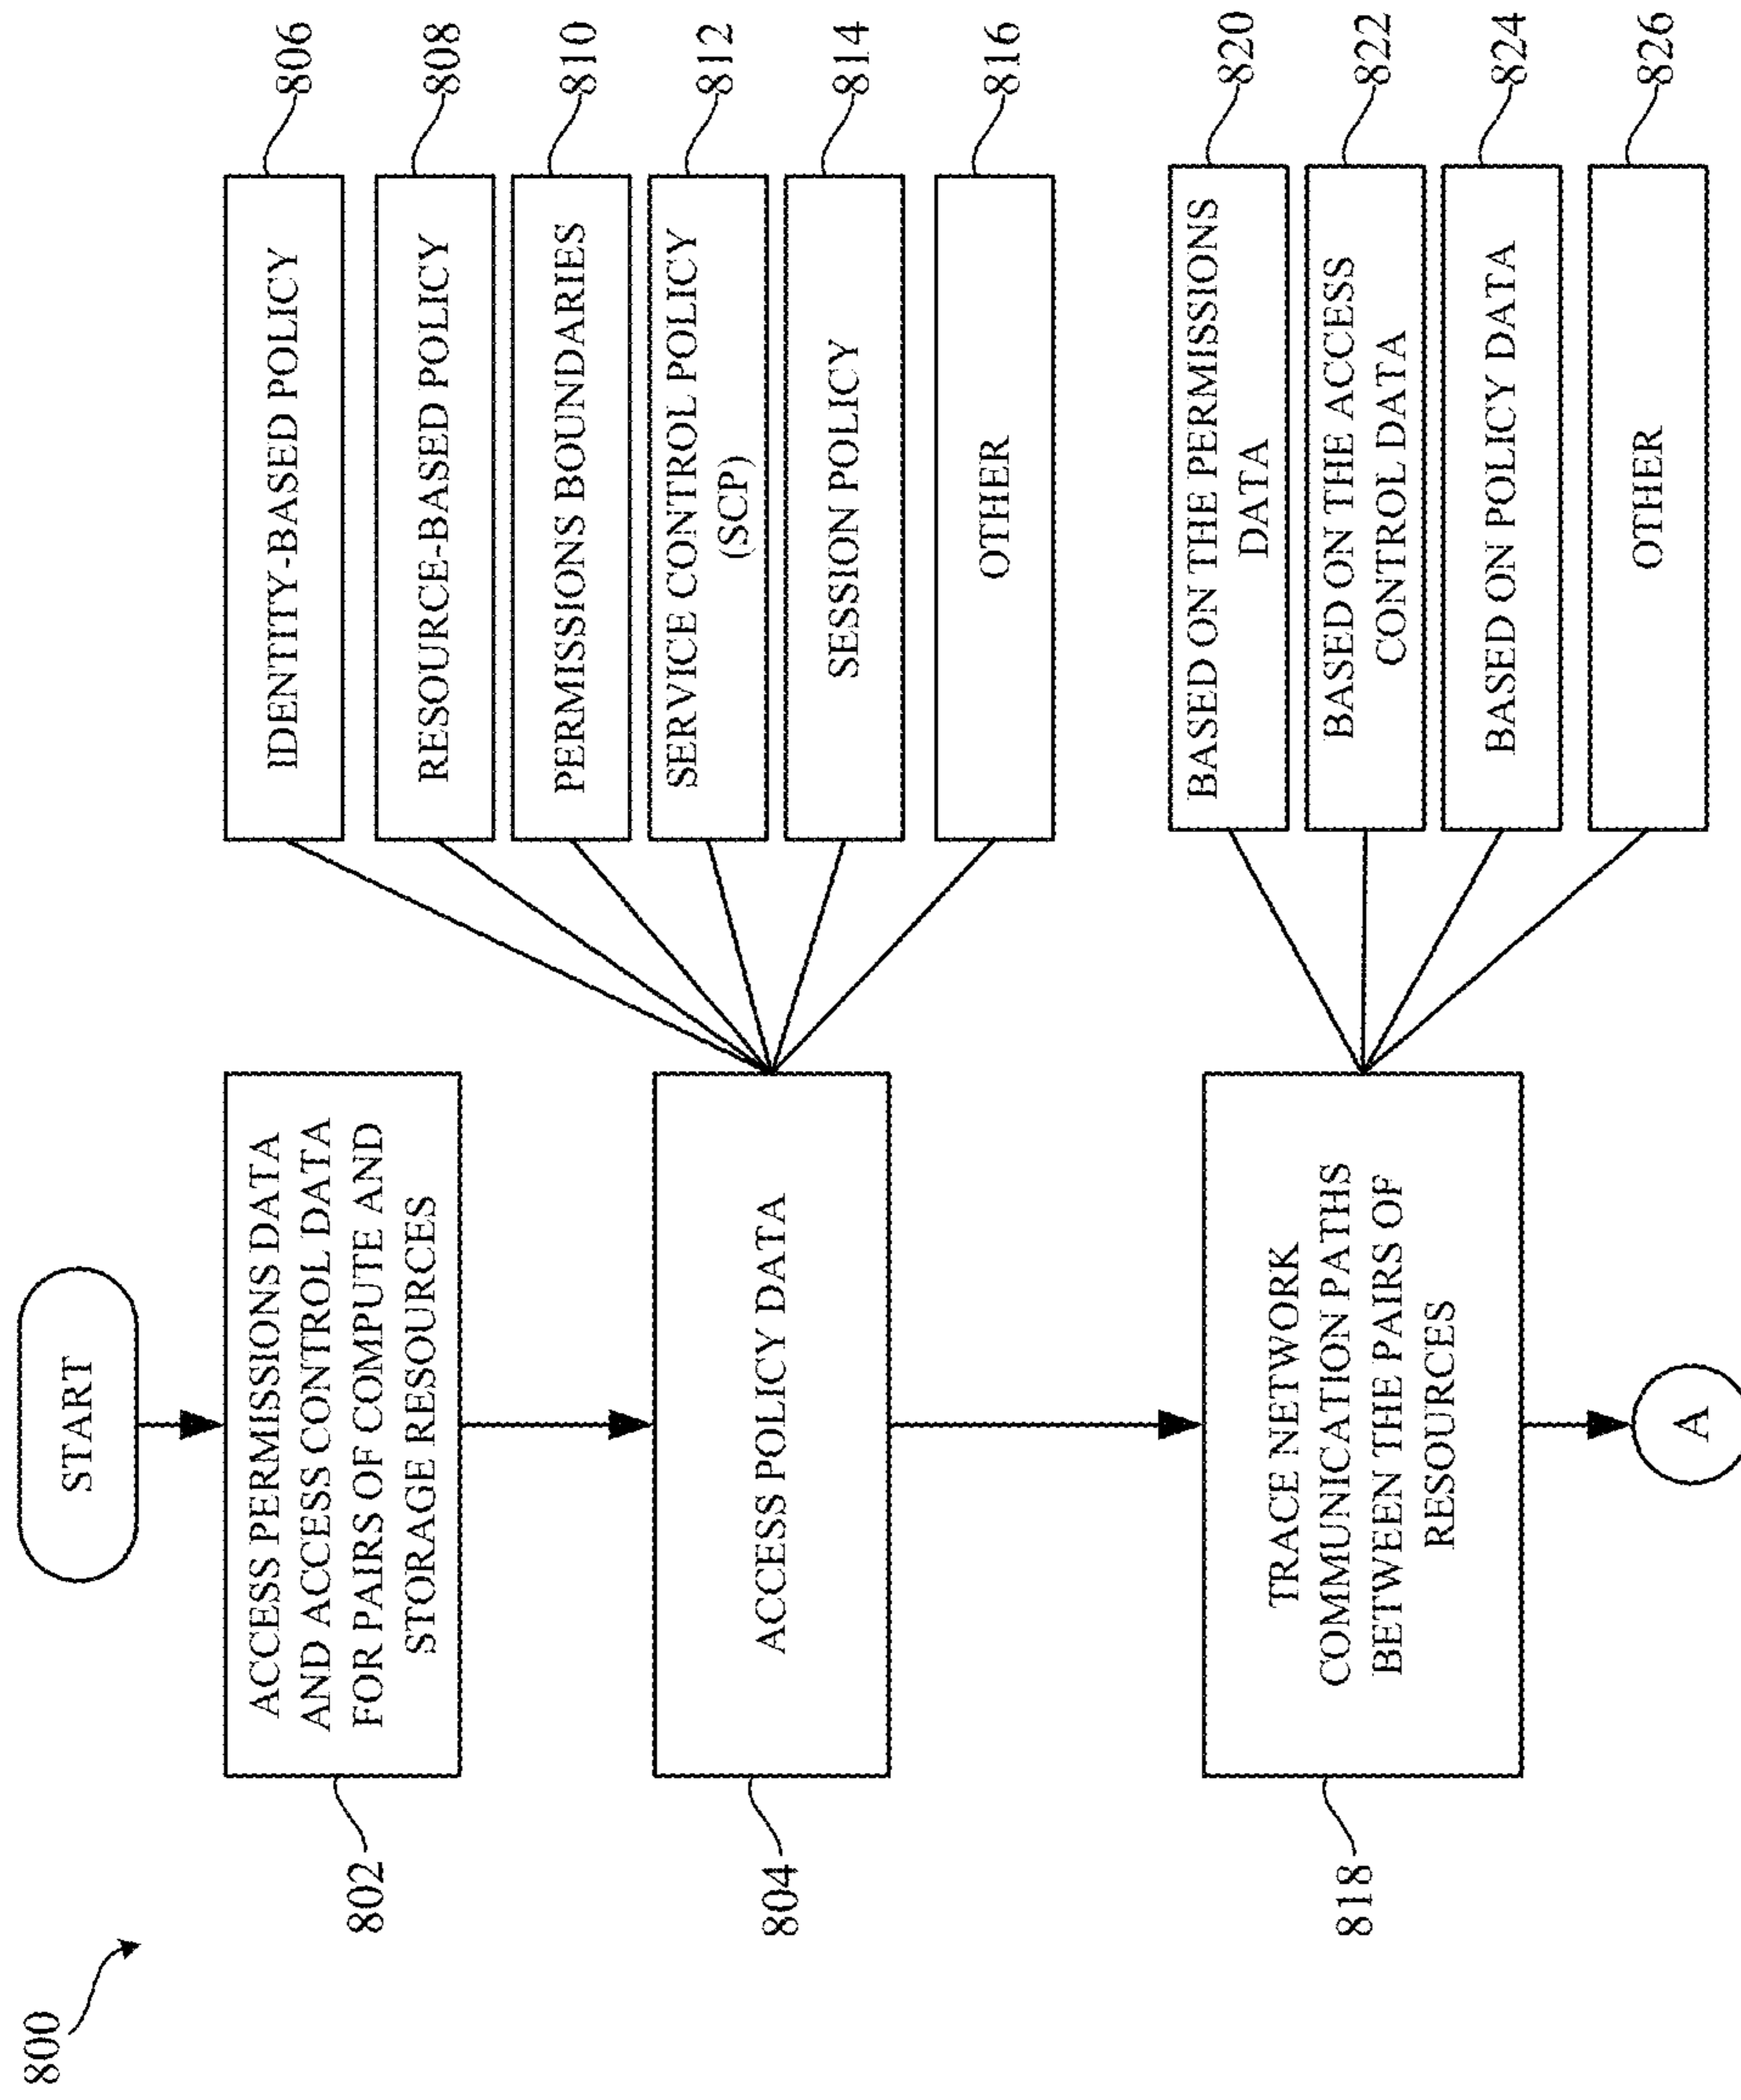 800
START
802
ACCESS PERMISSIONS DATA
AND ACCESS CONTROL DATA
FOR PAIRS OF COMPUTE AND
STORAGE RESOURCES
804
ACCESS POLICY DATA
IDENTITY-BASED POLICY
806
RESOURCE-BASED POLICY
808
PERMISSIONS BOUNDARIES
810
SERVICE CONTROL POLICY
(SCP)
812
SESSION POLICY
814
OTHER
816
818
TRACE NETWORK
COMMUNICATION PATHS
BETWEEN THE PAIRS OF
RESOURCES
BASED ON THE PERMISSIONS
DATA
820
BASED ON THE ACCESS
CONTROL DATA
822
BASED ON POLICY DATA
824
OTHER
826
A